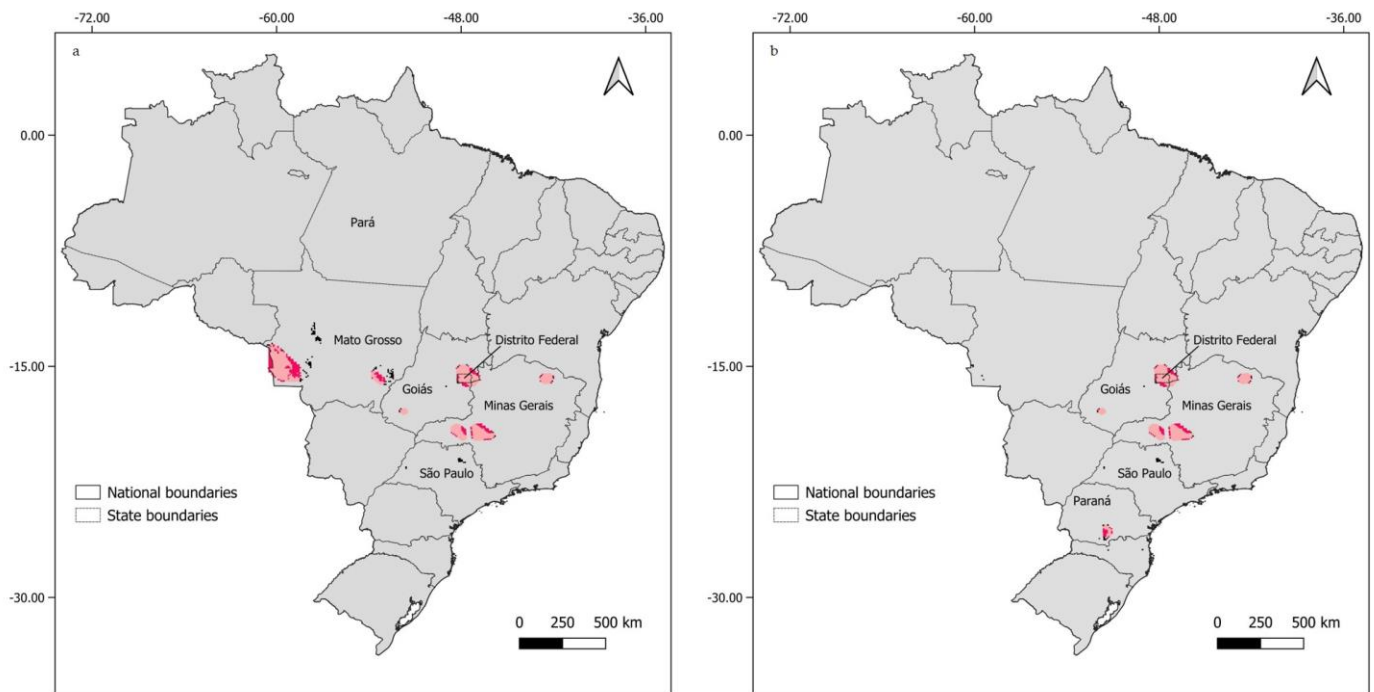 -72.00 -60.00 -48.00 -36.00
a
0.00
Pará
Mato Grosso
Distrito Federal
-15.00
Goiás
Minas Gerais
São Paulo
National boundaries
State boundaries
-30.00
0 250 500 km
-72.00 -60.00 -48.00 -36.00
b
0.00
Distrito Federal
-15.00
Goiás
Minas Gerais
São Paulo
National boundaries
Paraná
State boundaries
-30.00
0 250 500 km